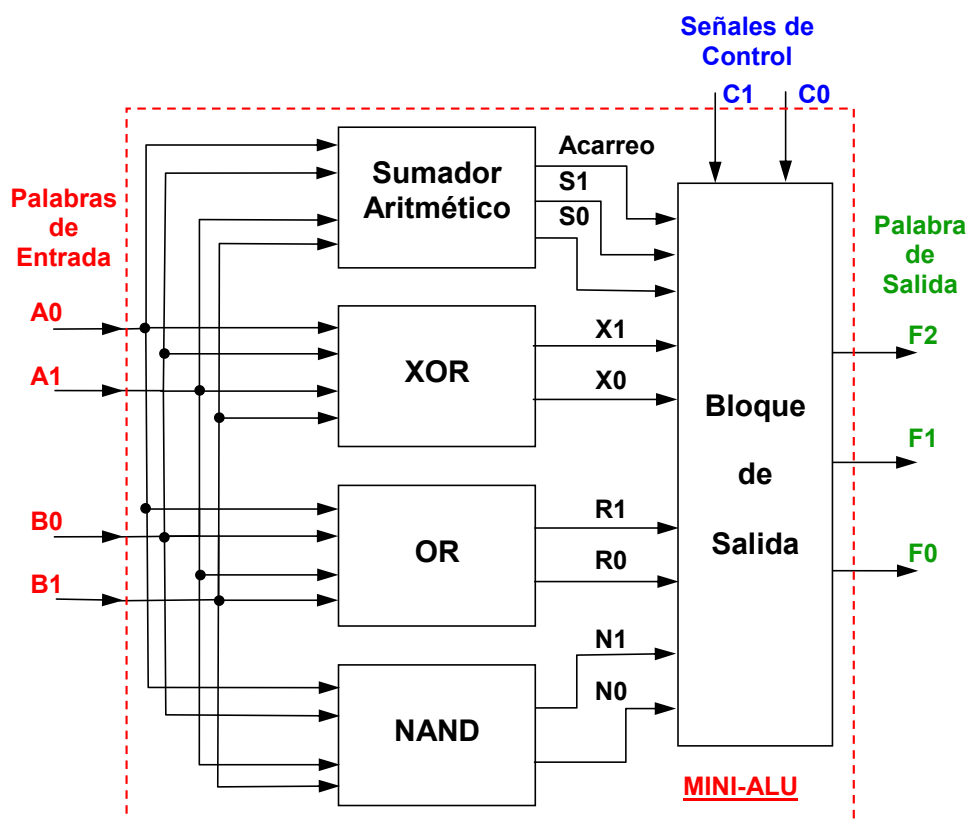 Señales de
Control
C1
C0
Palabras
de
Entrada
A0
A1
B0
B1
Sumador
Aritmético
Acarreo
S1
S0
XOR
X1
X0
OR
R1
R0
NAND
N1
N0
Bloque
de
Salida
Palabra
de
Salida
F2
F1
F0
MINI-ALU